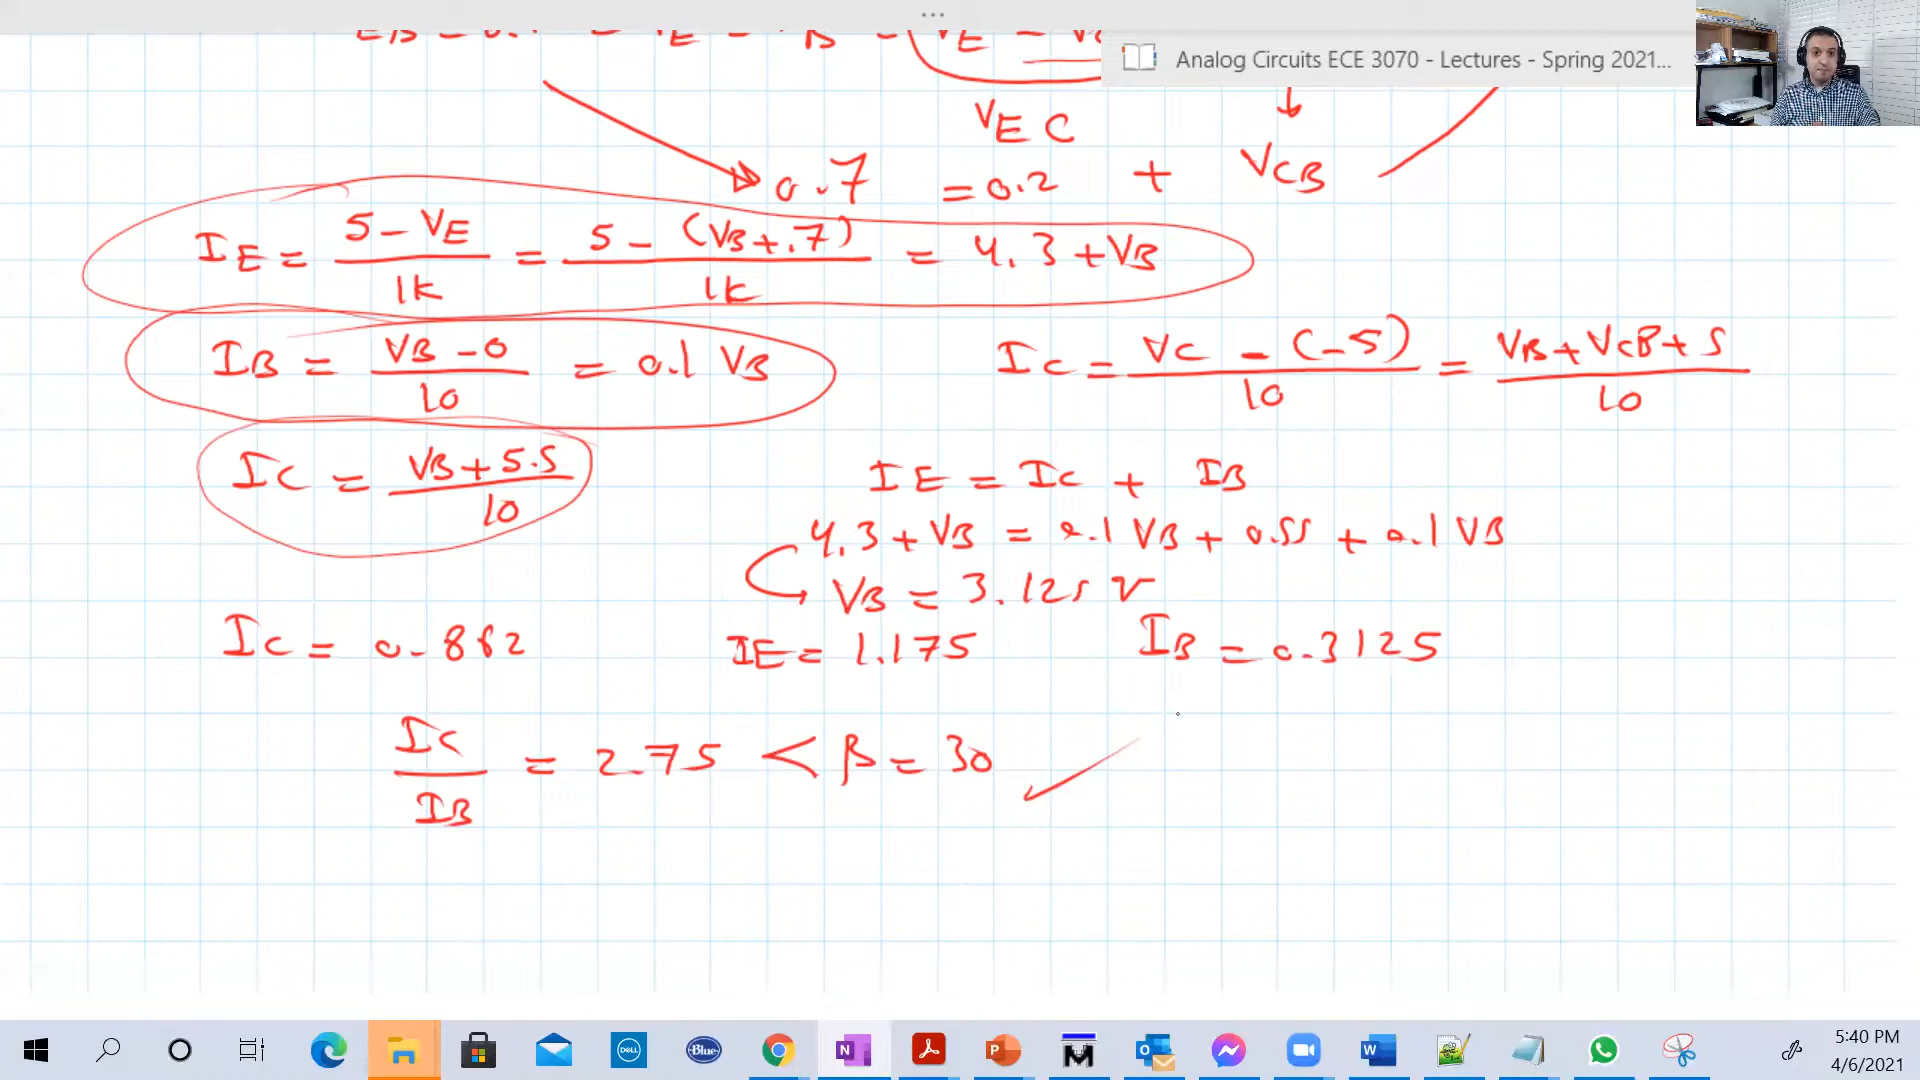 Analog Circuits ECE 3070 - Lectures - Spring 2021...
VEC
VCB
0.7 = 0.2 +
IE = 5 - VE / 1K = 5 - (VB + .7) / 1K = 4.3 + VB
IB = VB - 0 / 10 = 0.1 VB
IC = VC - (-5) / 10 = VB + VCB + 5 / 10
IC = VB + 5.5 / 10
IE = IC + IB
4.3 + VB = 0.1 VB + 0.55 + 0.1 VB
VB = 3.125 V
IC = 0.862
IE = 1.175
IB = 0.3125
IC / IB = 2.75 < β = 30
DELL
Blue
5:40 PM
4/6/2021